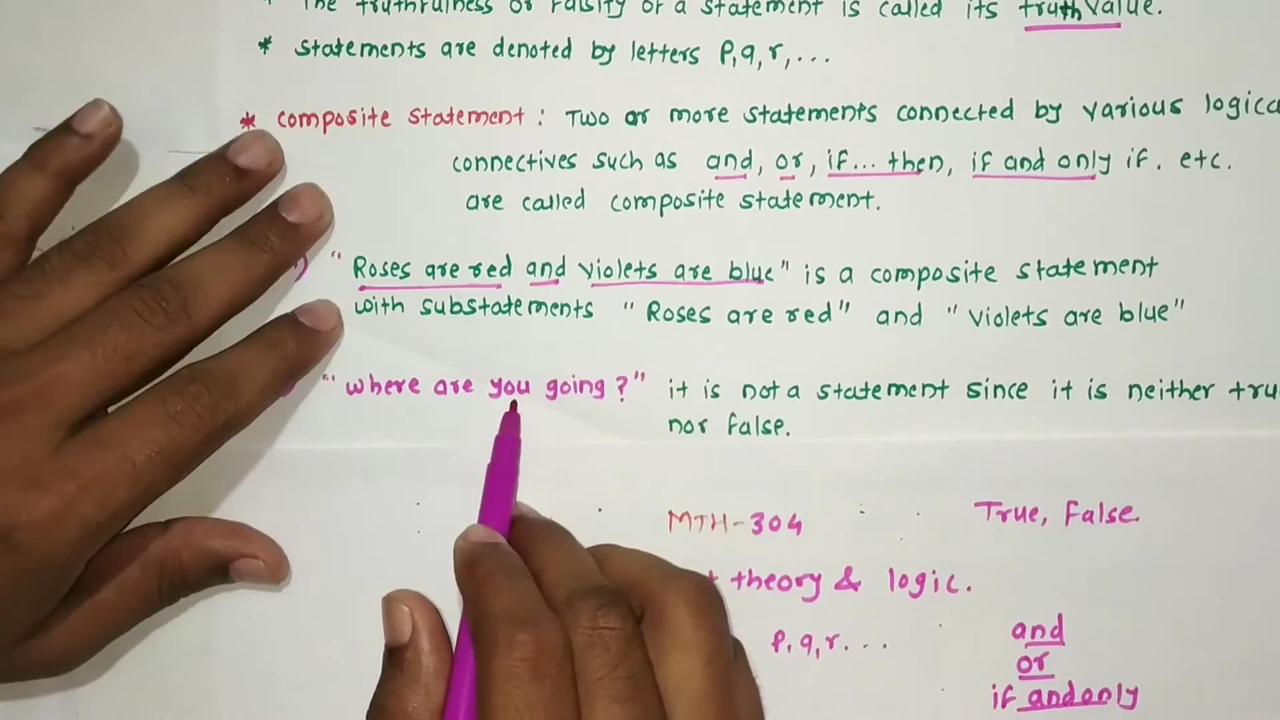 * The truthfulness or falsity of a statement is called its truth value.
* Statements are denoted by letters P, q, r, ...
* Composite Statement : Two or more statements connected by various logica
connectives such as and, or, if... then, if and only if. etc.
are called composite statement.
) "Roses are red and violets are blue" is a composite statement
with substatements "Roses are red" and "violets are blue"
"where are you going ?" it is not a statement since it is neither tru
nor false.
MTH-304 True, False.
theory & logic.
P, q, r... and
or
if and only